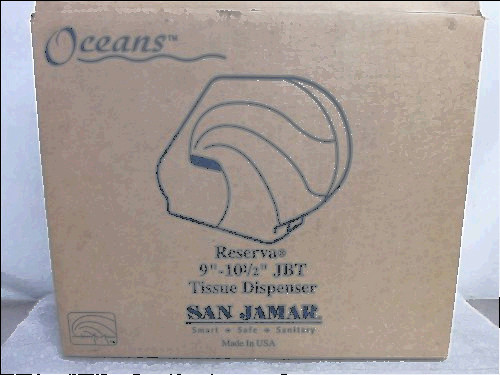 Oceans™
Reserva®
9"-10½" JBT
Tissue Dispenser
SAN JAMAR
Smart • Safe • Sanitary
Made In USA